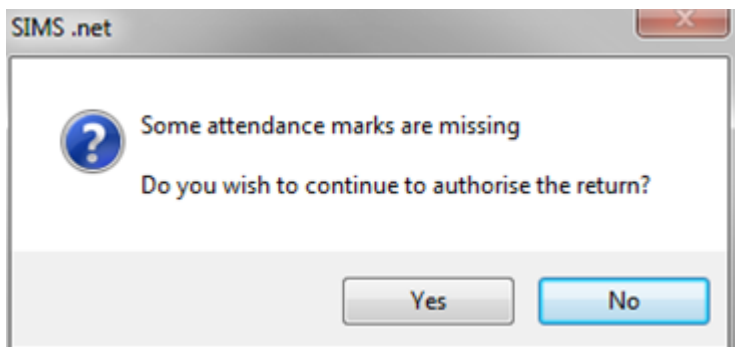 SIMS .net
Some attendance marks are missing
Do you wish to continue to authorise the return?
Yes
No